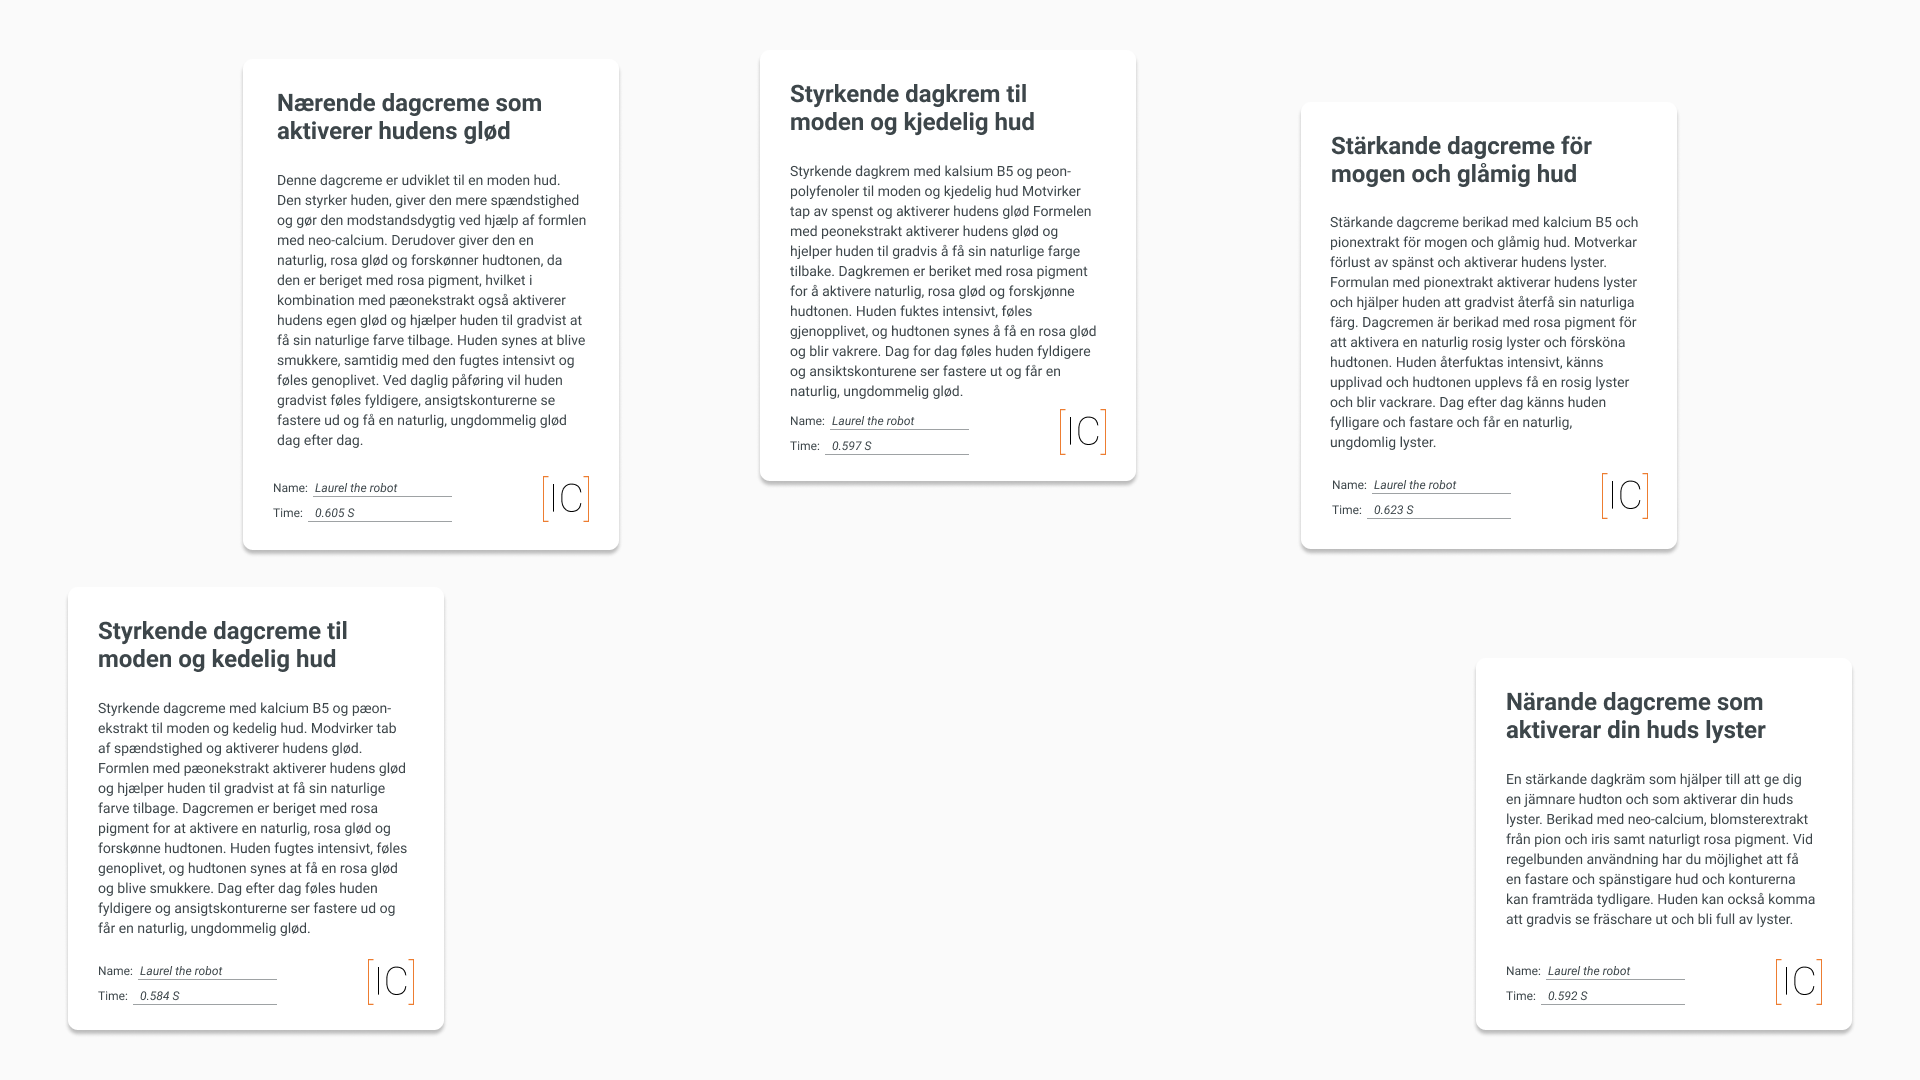 Nærende dagcreme som
aktiverer hudens glød
Denne dagcreme er udviklet til en moden hud.
Den styrker huden, giver den mere spændstighed
og gør den modstandsdygtig ved hjælp af formlen
med neo-calcium. Derudover giver den en
naturlig, rosa glød og forskønner hudtonen, da
den er beriget med rosa pigment, hvilket i
kombination med pæonekstrakt også aktiverer
hudens egen glød og hjælper huden til gradvist at
få sin naturlige farve tilbage. Huden synes at blive
smukkere, samtidig med den fugtes intensivt og
føles genoplivet. Ved daglig påføring vil huden
gradvist føles fyldigere, ansigtskonturerne se
fastere ud og få en naturlig, ungdommelig glød
dag efter dag.
Name: Laurel the robot
Time: 0.605 S
[IC]
Styrkende dagkrem til
moden og kjedelig hud
Styrkende dagkrem med kalsium B5 og peon-
polyfenoler til moden og kjedelig hud Motvirker
tap av spenst og aktiverer hudens glød Formelen
med peonekstrakt aktiverer hudens glød og
hjelper huden til gradvis å få sin naturlige farge
tilbake. Dagkremen er beriket med rosa pigment
for å aktivere naturlig, rosa glød og forskjønne
hudtonen. Huden fuktes intensivt, føles
gjenopplivet, og hudtonen synes å få en rosa glød
og blir vakrere. Dag for dag føles huden fyldigere
og ansiktskonturene ser fastere ut og får en
naturlig, ungdommelig glød.
Name: Laurel the robot
Time: 0.597 S
[IC]
Stärkande dagcreme för
mogen och glåmig hud
Stärkande dagcreme berikad med kalcium B5 och
pionextrakt för mogen och glåmig hud. Motverkar
förlust av spänst och aktiverar hudens lyster.
Formulan med pionextrakt aktiverar hudens lyster
och hjälper huden att gradvist återfå sin naturliga
färg. Dagcremen är berikad med rosa pigment för
att aktivera en naturlig rosig lyster och försköna
hudtonen. Huden återfuktas intensivt, känns
upplivad och hudtonen upplevs få en rosig lyster
och blir vackrare. Dag efter dag känns huden
fylligare och fastare och får en naturlig,
ungdomlig lyster.
Name: Laurel the robot
Time: 0.623 S
[IC]
Styrkende dagcreme til
moden og kedelig hud
Styrkende dagcreme med kalcium B5 og pæon-
ekstrakt til moden og kedelig hud. Modvirker tab
af spændstighed og aktiverer hudens glød.
Formlen med pæonekstrakt aktiverer hudens glød
og hjælper huden til gradvist at få sin naturlige
farve tilbage. Dagcremen er beriget med rosa
pigment for at aktivere en naturlig, rosa glød og
forskønne hudtonen. Huden fugtes intensivt, føles
genoplivet, og hudtonen synes at få en rosa glød
og blive smukkere. Dag efter dag føles huden
fyldigere og ansigtskonturerne ser fastere ud og
får en naturlig, ungdommelig glød.
Name: Laurel the robot
Time: 0.584 S
[IC]
Närande dagcreme som
aktiverar din huds lyster
En stärkande dagkräm som hjälper till att ge dig
en jämnare hudton och som aktiverar din huds
lyster. Berikad med neo-calcium, blomsterextrakt
från pion och iris samt naturligt rosa pigment. Vid
regelbunden användning har du möjlighet att få
en fastare och spänstigare hud och konturerna
kan framträda tydligare. Huden kan också komma
att gradvis se fräschare ut och bli full av lyster.
Name: Laurel the robot
Time: 0.592 S
[IC]